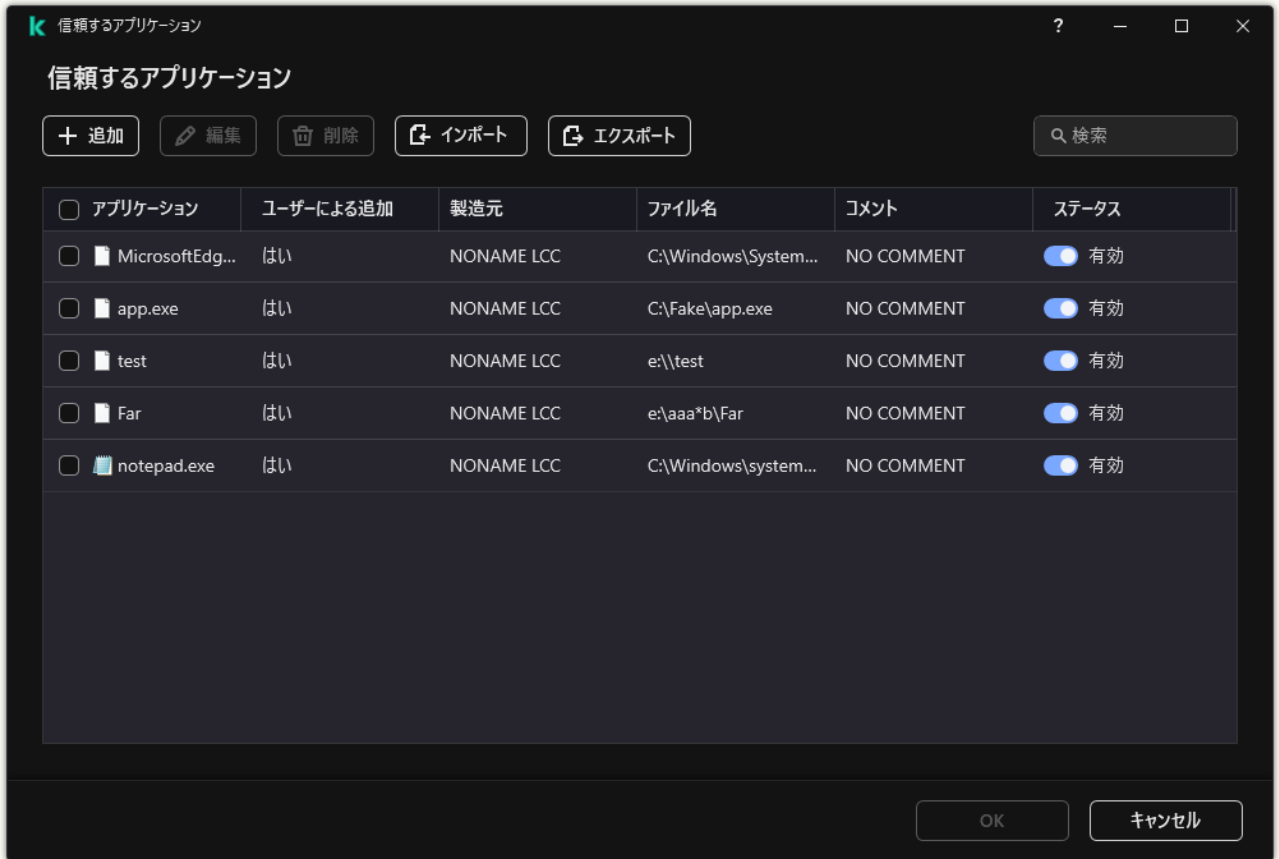 信頼するアプリケーション
?
信頼するアプリケーション
追加 編集 削除 インポート エクスポート 検索
アプリケーション ユーザーによる追加 製造元 ファイル名 コメント ステータス
MicrosoftEdg... はい NONAME LCC C:\Windows\System... NO COMMENT 有効
app.exe はい NONAME LCC C:\Fake\app.exe NO COMMENT 有効
test はい NONAME LCC e:\\test NO COMMENT 有効
Far はい NONAME LCC e:\aaa*b\Far NO COMMENT 有効
notepad.exe はい NONAME LCC C:\Windows\system... NO COMMENT 有効
OK キャンセル